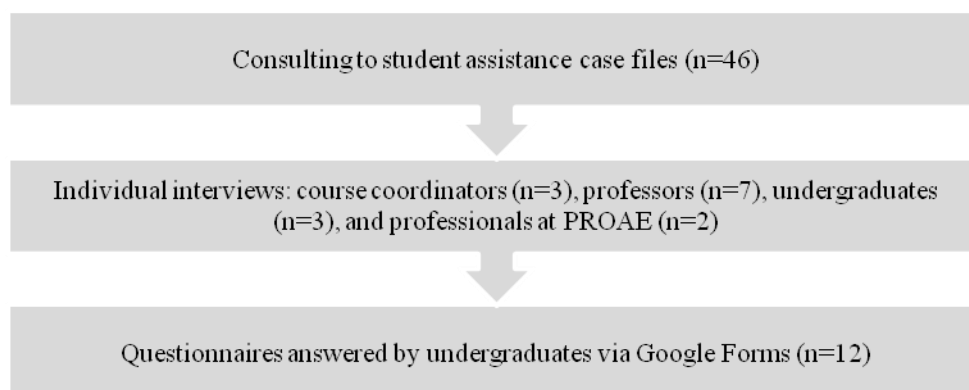 Consulting to student assistance case files (n=46)
Individual interviews: course coordinators (n=3), professors (n=7), undergraduates
(n=3), and professionals at PROAE (n=2)
Questionnaires answered by undergraduates via Google Forms (n=12)